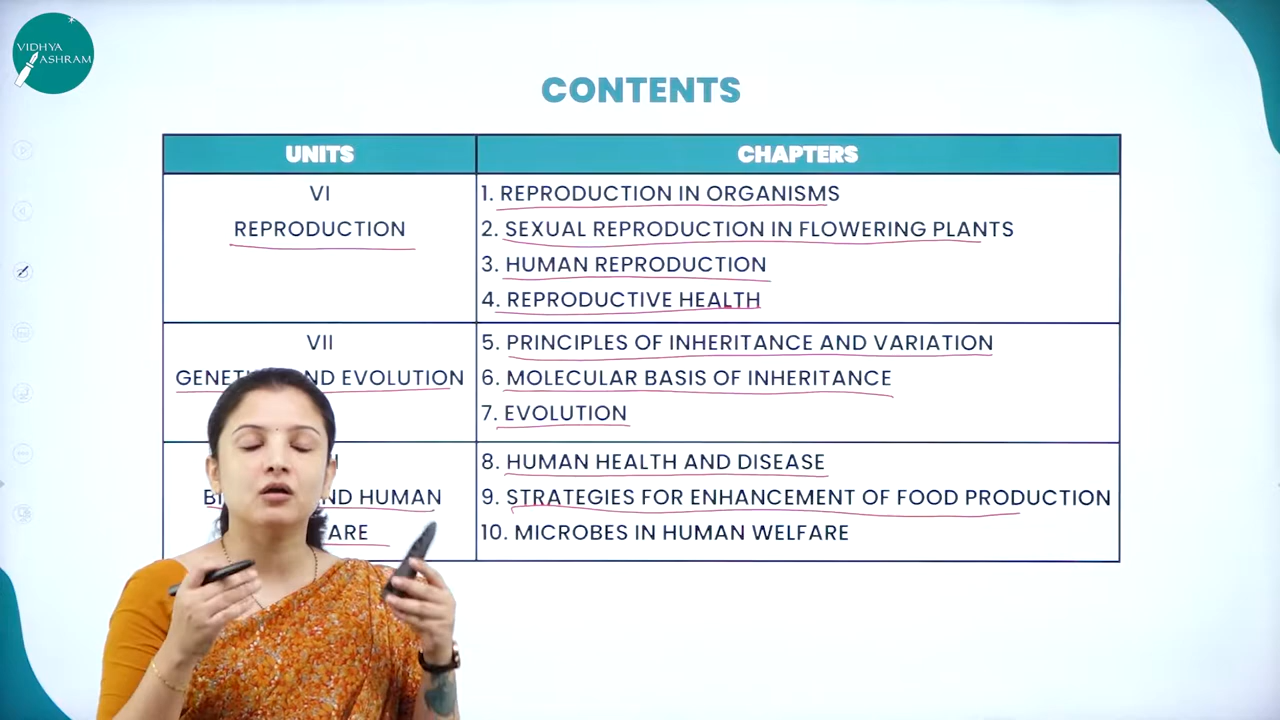 VIDHYA
ASHRAM
CONTENTS
UNITS
CHAPTERS
VI
REPRODUCTION
1. REPRODUCTION IN ORGANISMS
2. SEXUAL REPRODUCTION IN FLOWERING PLANTS
3. HUMAN REPRODUCTION
4. REPRODUCTIVE HEALTH
VII
EVOLUTION
5. PRINCIPLES OF INHERITANCE AND VARIATION
6. MOLECULAR BASIS OF INHERITANCE
7. EVOLUTION
HUMAN
8. HUMAN HEALTH AND DISEASE
9. STRATEGIES FOR ENHANCEMENT OF FOOD PRODUCTION
10. MICROBES IN HUMAN WELFARE